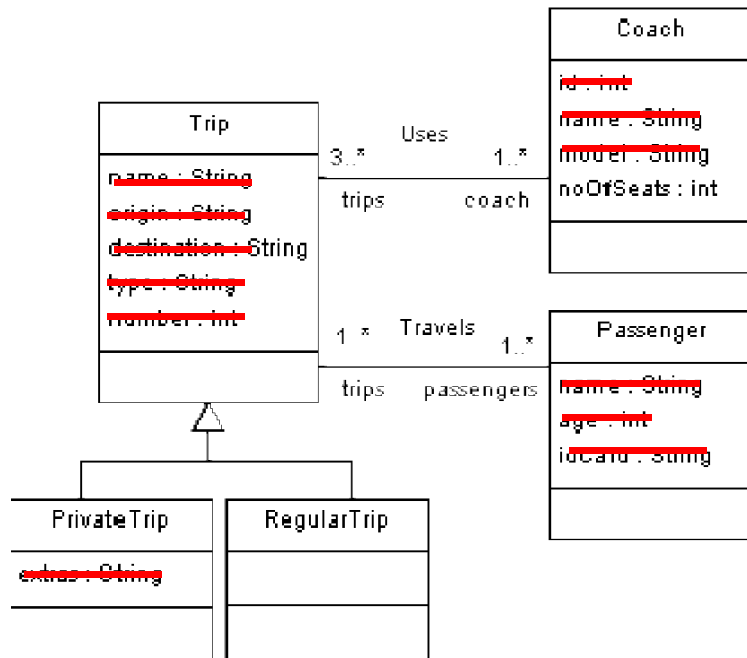 Coach
id : int
name : String
model : String
noOfSeats : int
Trip
name : String
origin : String
destination : String
type : String
number : int
Uses
3..*
1..*
trips
coach
Travels
1 *
1..*
trips
passengers
Passenger
name : String
age : int
idCard : String
PrivateTrip
extras : String
RegularTrip